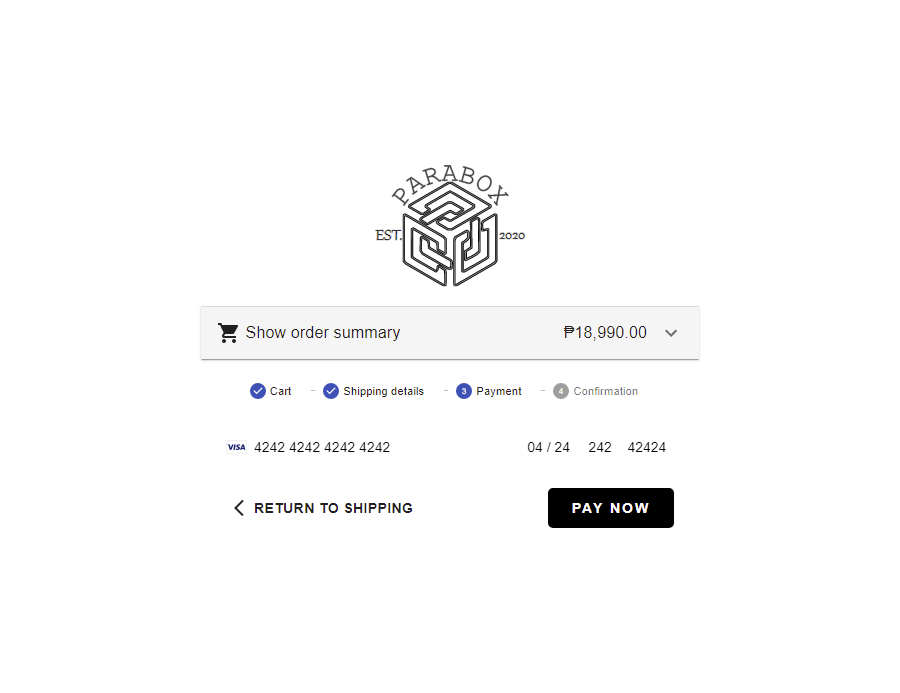 PARABOX
EST. 2020
Show order summary ₱18,990.00
Cart - Shipping details - 3 Payment - 4 Confirmation
VISA 4242 4242 4242 4242 04 / 24 242 42424
RETURN TO SHIPPING PAY NOW